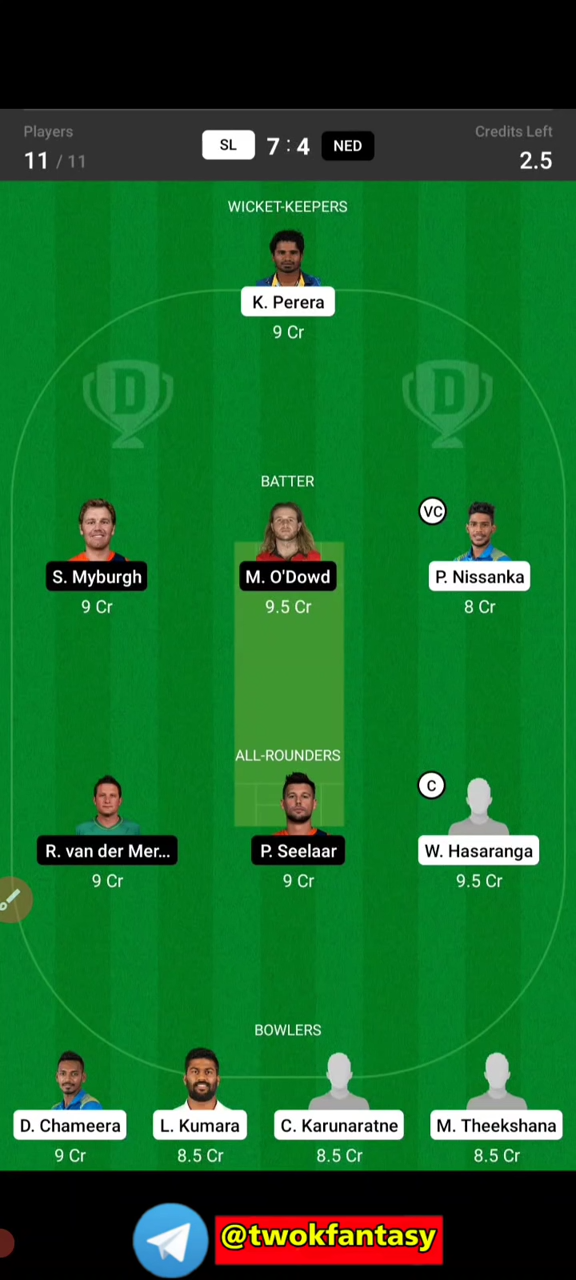 Players
11 / 11
SL 7 : 4 NED
Credits Left
2.5
WICKET-KEEPERS
K. Perera
9 Cr
D D
BATTER
VC
S. Myburgh M. O'Dowd P. Nissanka
9 Cr 9.5 Cr 8 Cr
ALL-ROUNDERS
C
R. van der Mer... P. Seelaar W. Hasaranga
9 Cr 9 Cr 9.5 Cr
BOWLERS
D. Chameera L. Kumara C. Karunaratne M. Theekshana
9 Cr 8.5 Cr 8.5 Cr 8.5 Cr
@twokfantasy